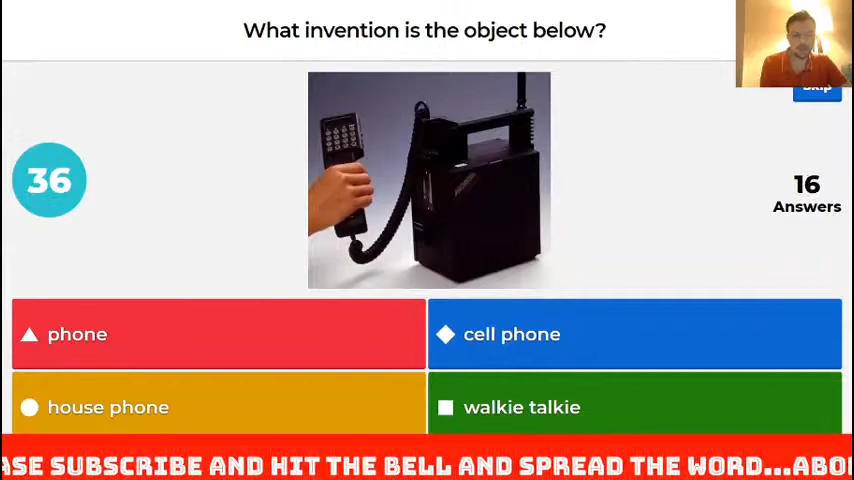 What invention is the object below?
Skip
36
16
Answers
phone
cell phone
house phone
walkie talkie
ASE SUBSCRIBE AND HIT THE BELL AND SPREAD THE WORD...ABO